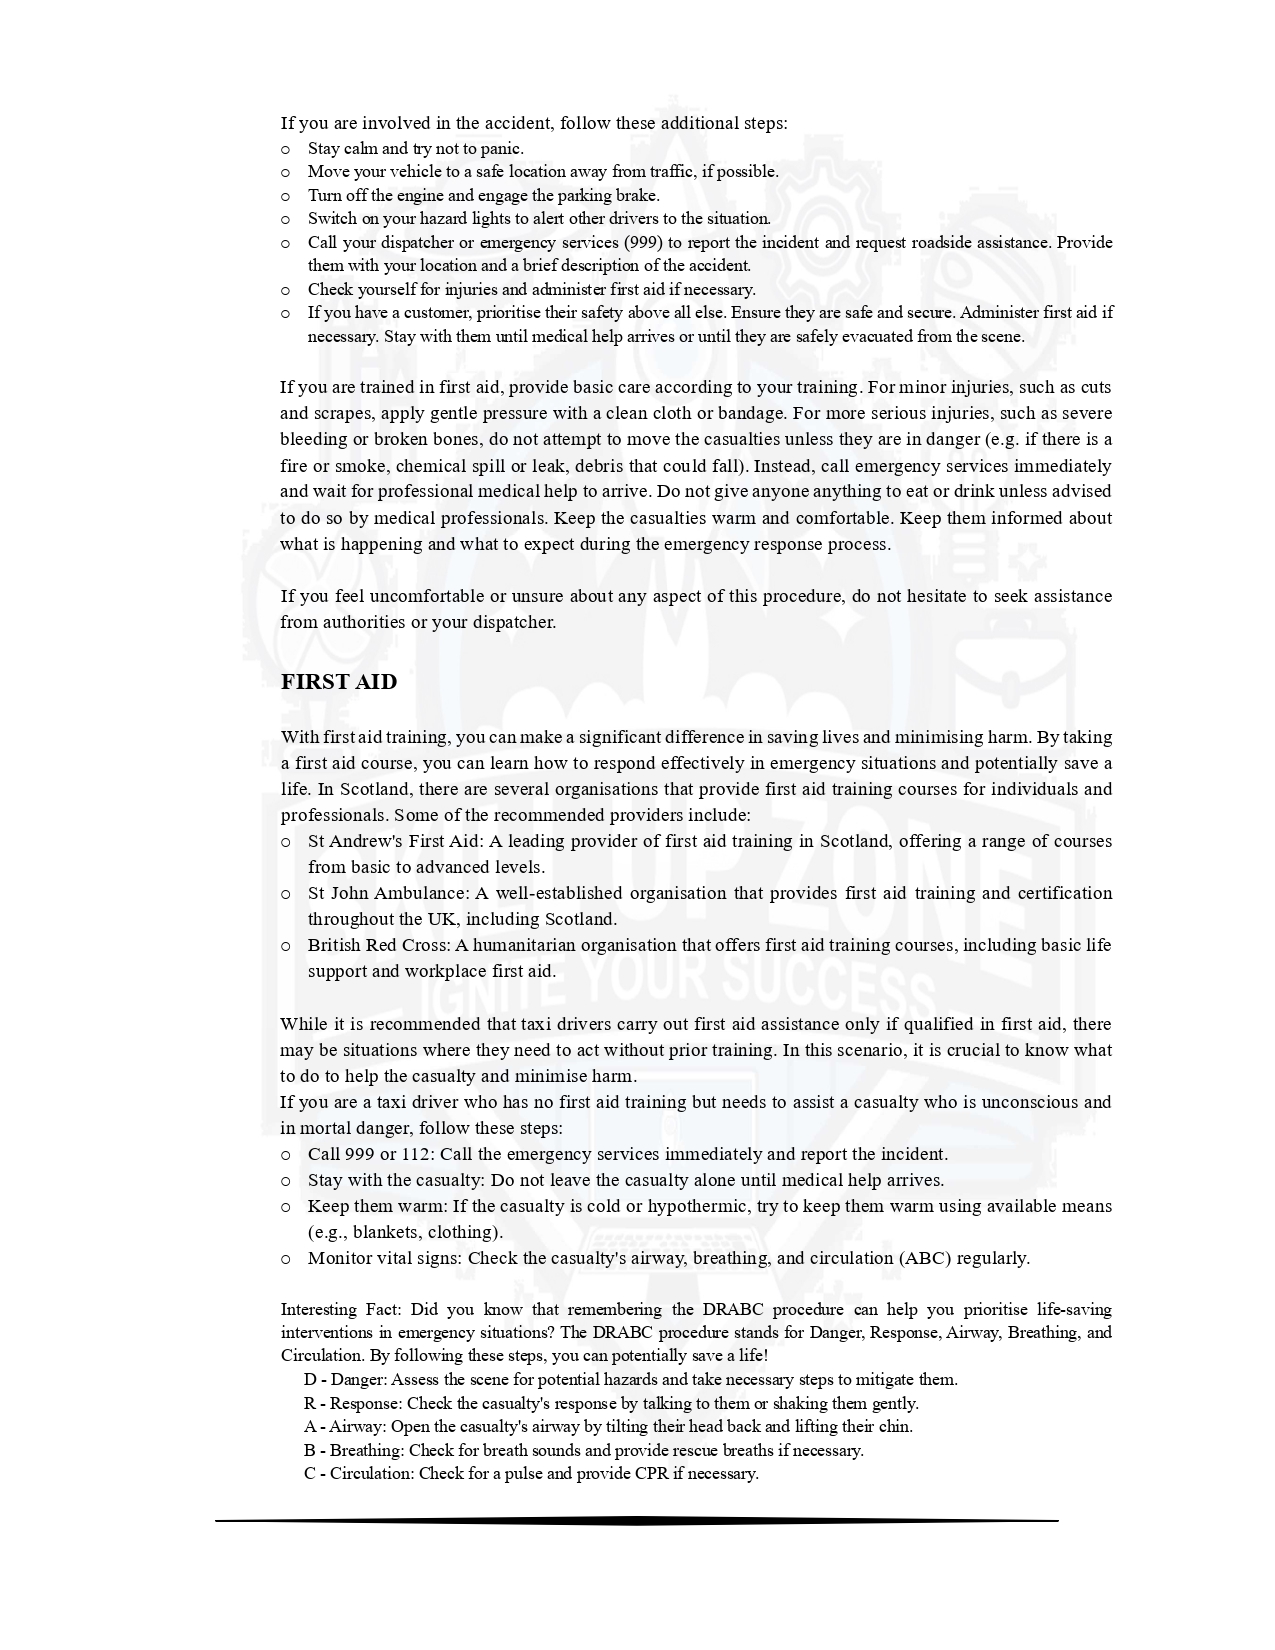 If you are involved in the accident, follow these additional steps:
o Stay calm and try not to panic.
o Move your vehicle to a safe location away from traffic, if possible.
o Turn off the engine and engage the parking brake.
o Switch on your hazard lights to alert other drivers to the situation.
o Call your dispatcher or emergency services (999) to report the incident and request roadside assistance. Provide
them with your location and a brief description of the accident.
o Check yourself for injuries and administer first aid if necessary.
o If you have a customer, prioritise their safety above all else. Ensure they are safe and secure. Administer first aid if
necessary. Stay with them until medical help arrives or until they are safely evacuated from the scene.
If you are trained in first aid, provide basic care according to your training. For minor injuries, such as cuts
and scrapes, apply gentle pressure with a clean cloth or bandage. For more serious injuries, such as severe
bleeding or broken bones, do not attempt to move the casualties unless they are in danger (e.g. if there is a
fire or smoke, chemical spill or leak, debris that could fall). Instead, call emergency services immediately
and wait for professional medical help to arrive. Do not give anyone anything to eat or drink unless advised
to do so by medical professionals. Keep the casualties warm and comfortable. Keep them informed about
what is happening and what to expect during the emergency response process.
If you feel uncomfortable or unsure about any aspect of this procedure, do not hesitate to seek assistance
from authorities or your dispatcher.
FIRST AID
With first aid training, you can make a significant difference in saving lives and minimising harm. By taking
a first aid course, you can learn how to respond effectively in emergency situations and potentially save a
life. In Scotland, there are several organisations that provide first aid training courses for individuals and
professionals. Some of the recommended providers include:
o St Andrew's First Aid: A leading provider of first aid training in Scotland, offering a range of courses
from basic to advanced levels.
o St John Ambulance: A well-established organisation that provides first aid training and certification
throughout the UK, including Scotland.
o British Red Cross: A humanitarian organisation that offers first aid training courses, including basic life
support and workplace first aid.
SKILL UP ZONE
IGNITE YOUR SUCCESS
While it is recommended that taxi drivers carry out first aid assistance only if qualified in first aid, there
may be situations where they need to act without prior training. In this scenario, it is crucial to know what
to do to help the casualty and minimise harm.
If you are a taxi driver who has no first aid training but needs to assist a casualty who is unconscious and
in mortal danger, follow these steps:
o Call 999 or 112: Call the emergency services immediately and report the incident.
o Stay with the casualty: Do not leave the casualty alone until medical help arrives.
o Keep them warm: If the casualty is cold or hypothermic, try to keep them warm using available means
(e.g., blankets, clothing).
o Monitor vital signs: Check the casualty's airway, breathing, and circulation (ABC) regularly.
Interesting Fact: Did you know that remembering the DRABC procedure can help you prioritise life-saving
interventions in emergency situations? The DRABC procedure stands for Danger, Response, Airway, Breathing, and
Circulation. By following these steps, you can potentially save a life!
D - Danger: Assess the scene for potential hazards and take necessary steps to mitigate them.
R - Response: Check the casualty's response by talking to them or shaking them gently.
A - Airway: Open the casualty's airway by tilting their head back and lifting their chin.
B - Breathing: Check for breath sounds and provide rescue breaths if necessary.
C - Circulation: Check for a pulse and provide CPR if necessary.